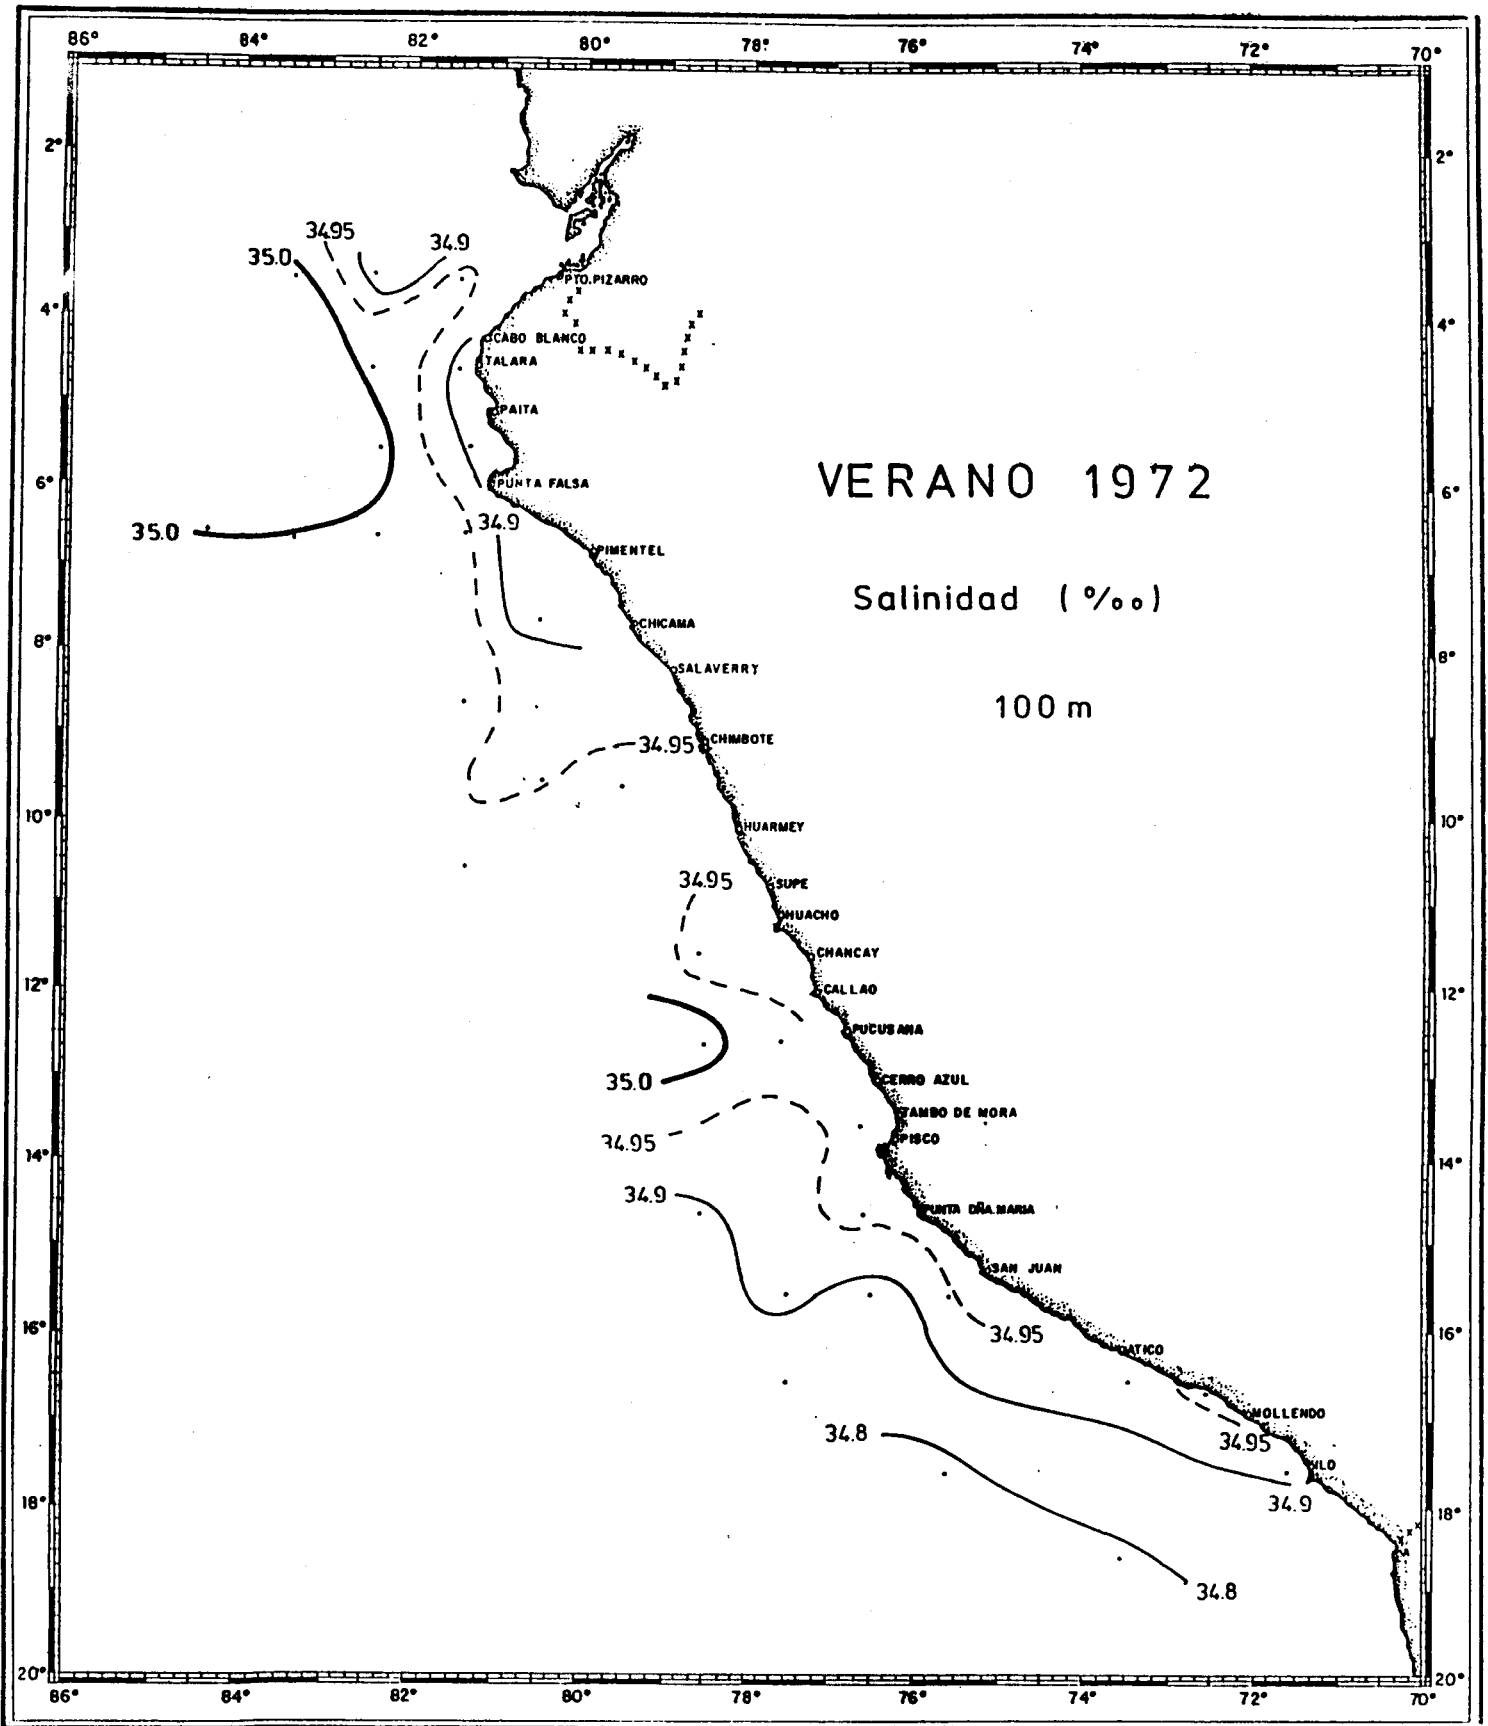 86° 84° 82° 80° 78° 76° 74° 72° 70°
2° 2°
34.95 34.9
35.0
PTO. PIZARRO
4° 4°
CABO BLANCO
TALARA
PAITA
VERANO 1972
6° PUNTA FALSA 6°
34.9
35.0
PIMENTEL
Salinidad (‰)
CHICAMA
8° 8°
SALAVERRY
100 m
34.95 CHIMBOTE
10° 10°
HUARMEY
34.95 SUPE
HUACHO
CHANCAY
12° CALLAO 12°
PUCUSANA
35.0 CERRO AZUL
TAMBO DE MORA
34.95 PISCO
14° 14°
34.9
PUNTA DÑA. MARIA
SAN JUAN
16° 34.95 16°
ATICO
MOLLENDO
34.8 34.95
ILO
18° 34.9 18°
34.8
20° 20°
86° 84° 82° 80° 78° 76° 74° 72° 70°